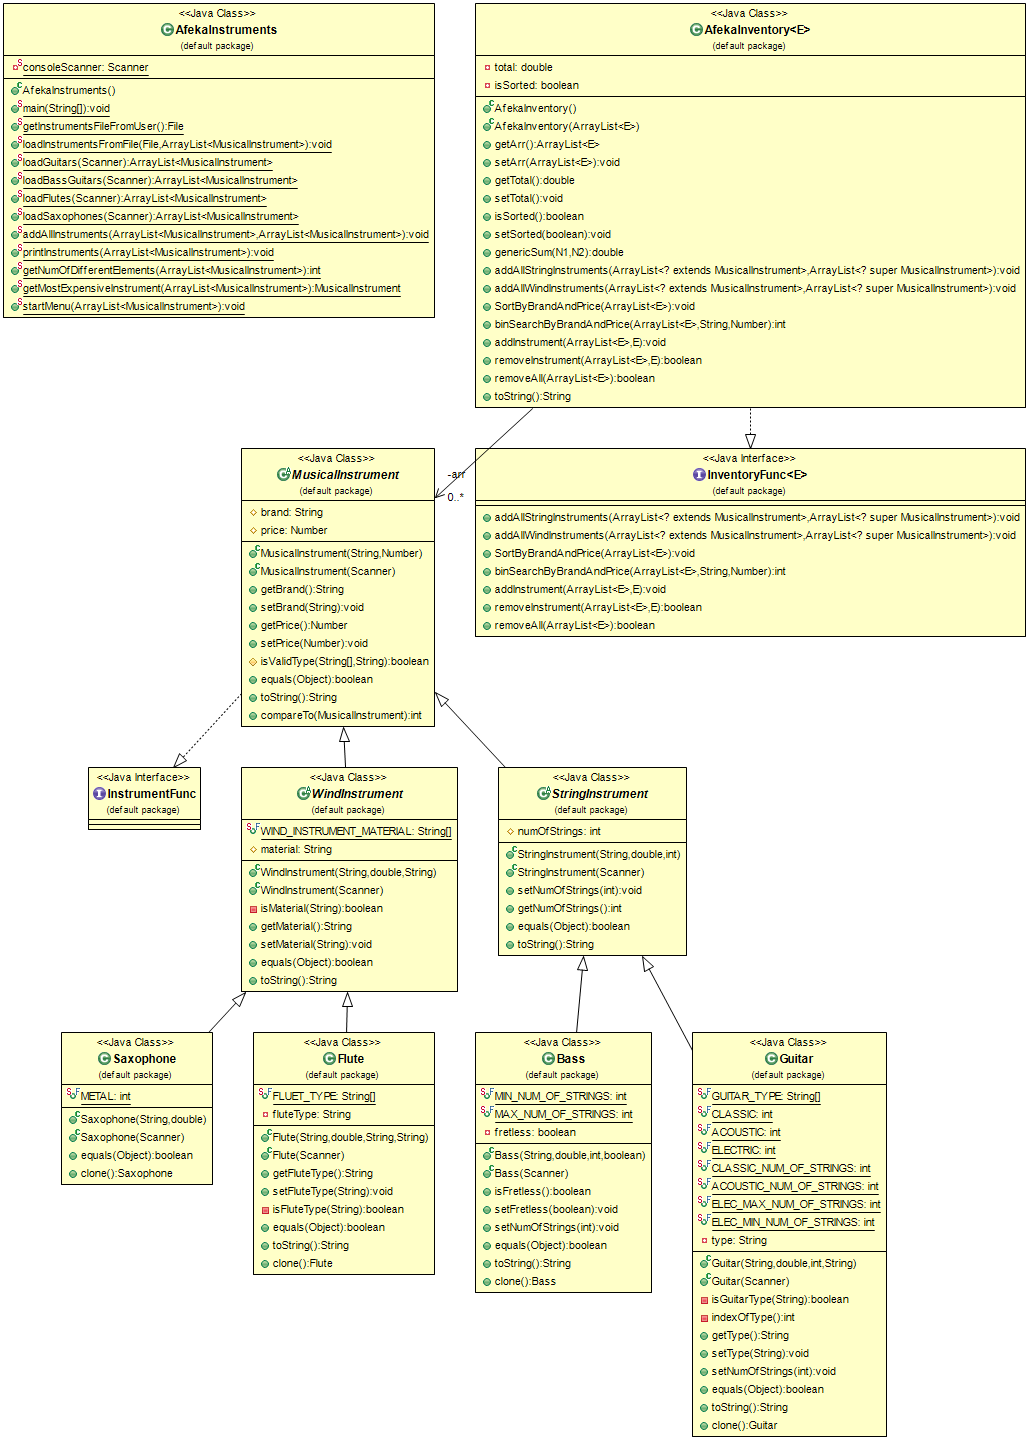 <<Java Class>>
AfekaInstruments
(default package)
consoleScanner: Scanner
AfekaInstruments()
main(String[]):void
getInstrumentsFileFromUser():File
loadInstrumentsFromFile(File,ArrayList<MusicalInstrument>):void
loadGuitars(Scanner):ArrayList<MusicalInstrument>
loadBassGuitars(Scanner):ArrayList<MusicalInstrument>
loadFlutes(Scanner):ArrayList<MusicalInstrument>
loadSaxophones(Scanner):ArrayList<MusicalInstrument>
addAllInstruments(ArrayList<MusicalInstrument>,ArrayList<MusicalInstrument>):void
printInstruments(ArrayList<MusicalInstrument>):void
getNumOfDifferentElements(ArrayList<MusicalInstrument>):int
getMostExpensiveInstrument(ArrayList<MusicalInstrument>):MusicalInstrument
startMenu(ArrayList<MusicalInstrument>):void
<<Java Class>>
AfekaInventory<E>
(default package)
total: double
isSorted: boolean
AfekaInventory()
AfekaInventory(ArrayList<E>)
getArr():ArrayList<E>
setArr(ArrayList<E>):void
getTotal():double
setTotal():void
isSorted():boolean
setSorted(boolean):void
genericSum(N1,N2):double
addAllStringInstruments(ArrayList<? extends MusicalInstrument>,ArrayList<? super MusicalInstrument>):void
addAllWindInstruments(ArrayList<? extends MusicalInstrument>,ArrayList<? super MusicalInstrument>):void
SortByBrandAndPrice(ArrayList<E>):void
binSearchByBrandAndPrice(ArrayList<E>,String,Number):int
addInstrument(ArrayList<E>,E):void
removeInstrument(ArrayList<E>,E):boolean
removeAll(ArrayList<E>):boolean
toString():String
-arr
0..*
<<Java Class>>
MusicalInstrument
(default package)
brand: String
price: Number
MusicalInstrument(String,Number)
MusicalInstrument(Scanner)
getBrand():String
setBrand(String):void
getPrice():Number
setPrice(Number):void
isValidType(String[],String):boolean
equals(Object):boolean
toString():String
compareTo(MusicalInstrument):int
<<Java Interface>>
InventoryFunc<E>
(default package)
addAllStringInstruments(ArrayList<? extends MusicalInstrument>,ArrayList<? super MusicalInstrument>):void
addAllWindInstruments(ArrayList<? extends MusicalInstrument>,ArrayList<? super MusicalInstrument>):void
SortByBrandAndPrice(ArrayList<E>):void
binSearchByBrandAndPrice(ArrayList<E>,String,Number):int
addInstrument(ArrayList<E>,E):void
removeInstrument(ArrayList<E>,E):boolean
removeAll(ArrayList<E>):boolean
<<Java Interface>>
InstrumentFunc
(default package)
<<Java Class>>
WindInstrument
(default package)
WIND_INSTRUMENT_MATERIAL: String[]
material: String
WindInstrument(String,double,String)
WindInstrument(Scanner)
isMaterial(String):boolean
getMaterial():String
setMaterial(String):void
equals(Object):boolean
toString():String
<<Java Class>>
StringInstrument
(default package)
numOfStrings: int
StringInstrument(String,double,int)
StringInstrument(Scanner)
setNumOfStrings(int):void
getNumOfStrings():int
equals(Object):boolean
toString():String
<<Java Class>>
Saxophone
(default package)
METAL: int
Saxophone(String,double)
Saxophone(Scanner)
equals(Object):boolean
clone():Saxophone
<<Java Class>>
Flute
(default package)
FLUET_TYPE: String[]
fluteType: String
Flute(String,double,String,String)
Flute(Scanner)
getFluteType():String
setFluteType(String):void
isFluteType(String):boolean
equals(Object):boolean
toString():String
clone():Flute
<<Java Class>>
Bass
(default package)
MIN_NUM_OF_STRINGS: int
MAX_NUM_OF_STRINGS: int
fretless: boolean
Bass(String,double,int,boolean)
Bass(Scanner)
isFretless():boolean
setFretless(boolean):void
setNumOfStrings(int):void
equals(Object):boolean
toString():String
clone():Bass
<<Java Class>>
Guitar
(default package)
GUITAR_TYPE: String[]
CLASSIC: int
ACOUSTIC: int
ELECTRIC: int
CLASSIC_NUM_OF_STRINGS: int
ACOUSTIC_NUM_OF_STRINGS: int
ELEC_MAX_NUM_OF_STRINGS: int
ELEC_MIN_NUM_OF_STRINGS: int
type: String
Guitar(String,double,int,String)
Guitar(Scanner)
isGuitarType(String):boolean
indexOfType():int
getType():String
setType(String):void
setNumOfStrings(int):void
equals(Object):boolean
toString():String
clone():Guitar